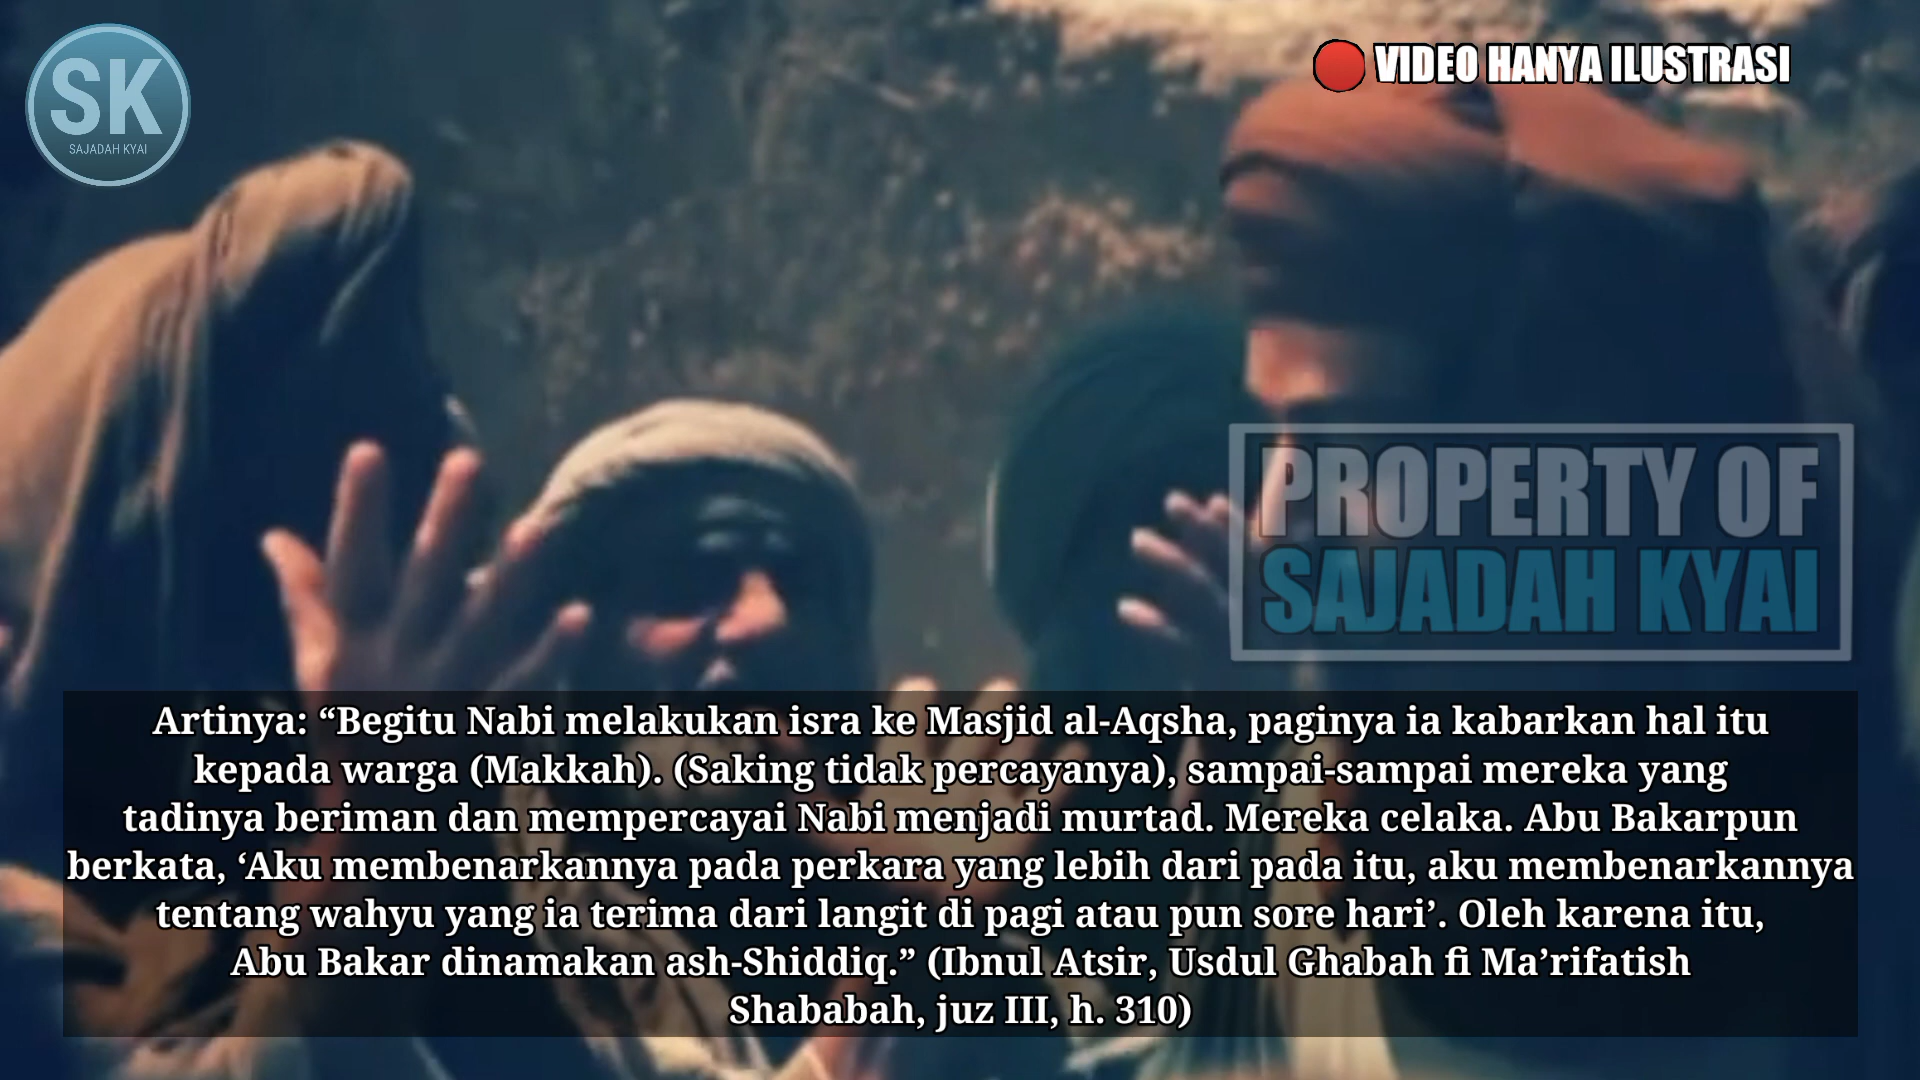 SK
SAJADAH KYAI
VIDEO HANYA ILUSTRASI
PROPERTY OF
SAJADAH KYAI
Artinya: “Begitu Nabi melakukan isra ke Masjid al-Aqsha, paginya ia kabarkan hal itu
kepada warga (Makkah). (Saking tidak percayanya), sampai-sampai mereka yang
tadinya beriman dan mempercayai Nabi menjadi murtad. Mereka celaka. Abu Bakarpun
berkata, ‘Aku membenarkannya pada perkara yang lebih dari pada itu, aku membenarkannya
tentang wahyu yang ia terima dari langit di pagi atau pun sore hari’. Oleh karena itu,
Abu Bakar dinamakan ash-Shiddiq.” (Ibnul Atsir, Usdul Ghabah fi Ma’rifatish
Shababah, juz III, h. 310)